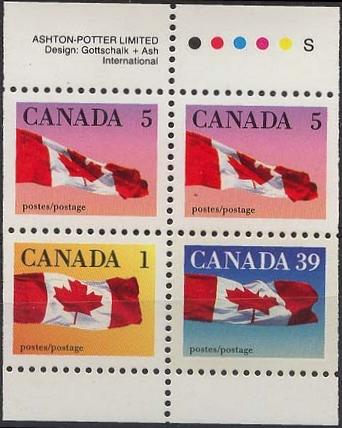 ASHTON-POTTER LIMITED
Design: Gottschalk + Ash
International
S
CANADA 5
postes/postage
CANADA 5
postes/postage
CANADA 1
postes/postage
CANADA 39
postes/postage